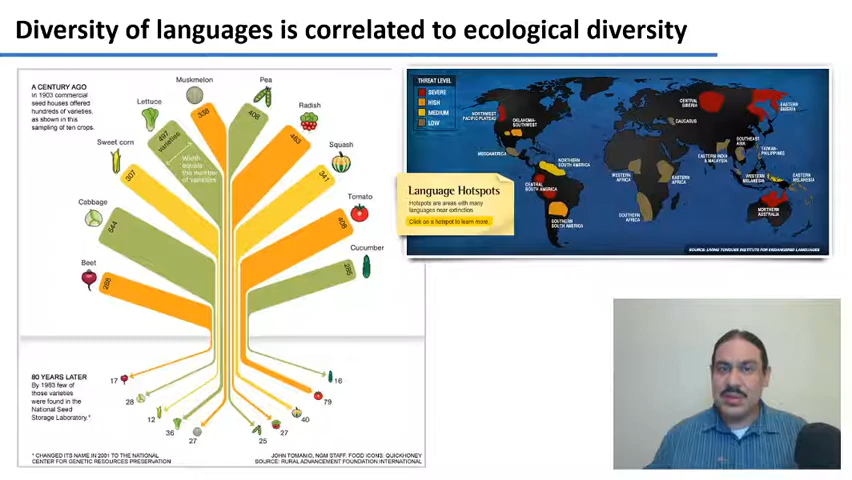 Diversity of languages is correlated to ecological diversity
A CENTURY AGO
In 1903 commercial
seed houses offered
hundreds of varieties,
as shown in this
sampling of ten crops.
Muskmelon
Pea
Lettuce
Radish
Sweet corn
Squash
Cabbage
Tomato
Beet
Cucumber
338
408
497
varieties
463
Width
equals
the number
of varieties
307
341
544
408
288
285
80 YEARS LATER
By 1983 few of
those varieties
were found in the
National Seed
Storage Laboratory.*
17
28
12
36
27
25
27
40
79
16
* CHANGED ITS NAME IN 2001 TO THE NATIONAL
CENTER FOR GENETIC RESOURCES PRESERVATION
JOHN TOMANIO, NGM STAFF. FOOD ICONS: QUICKHONEY
SOURCE: RURAL ADVANCEMENT FOUNDATION INTERNATIONAL
THREAT LEVEL
SEVERE
HIGH
MEDIUM
LOW
NORTHWEST
PACIFIC PLATEAU
OKLAHOMA-
SOUTHWEST
MESOAMERICA
NORTHERN
SOUTH AMERICA
CENTRAL
SOUTH AMERICA
SOUTHERN
SOUTH AMERICA
WESTERN
AFRICA
EASTERN
AFRICA
SOUTHERN
AFRICA
CAUCASUS
CENTRAL
SIBERIA
EASTERN
SIBERIA
EASTERN INDIA
& MALAYSIA
SOUTHEAST
ASIA
TAIWAN-
PHILIPPINES
WESTERN
MELANESIA
EASTERN
MELANESIA
NORTHERN
AUSTRALIA
SOURCE: LIVING TONGUES INSTITUTE FOR ENDANGERED LANGUAGES
Language Hotspots
Hotspots are areas with many
languages near extinction
Click on a hotspot to learn more